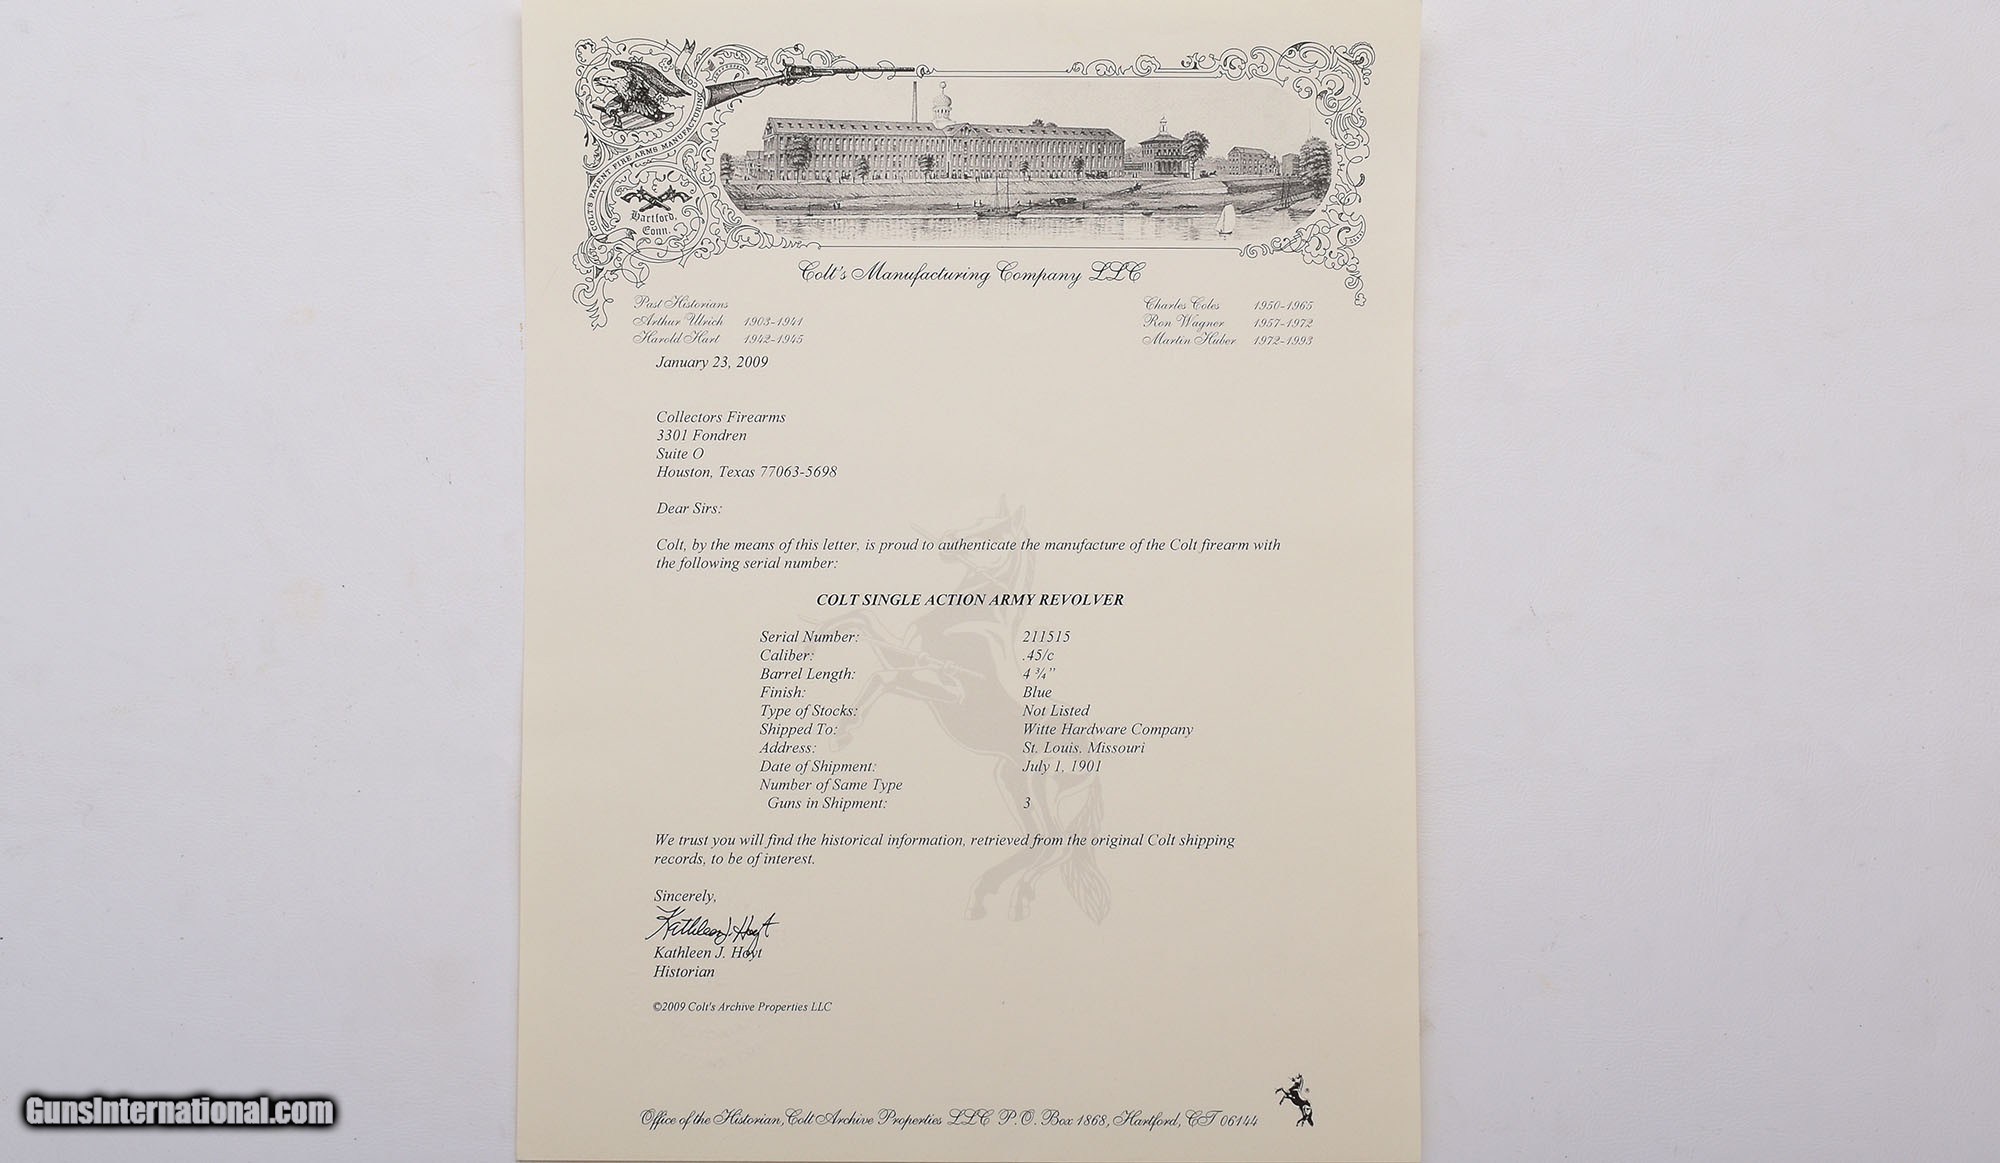 COLTS PATENT FIRE ARMS MANUFACTURING Co
Hartford,
Conn.
Colt's Manufacturing Company LLC
Past Historians
Arthur Ulrich 1903-1941
Harold Hart 1942-1945
Charles Coles 1950-1965
Ron Wagner 1957-1972
Martin Huber 1972-1993
January 23, 2009
Collectors Firearms
3301 Fondren
Suite O
Houston, Texas 77063-5698
Dear Sirs:
Colt, by the means of this letter, is proud to authenticate the manufacture of the Colt firearm with
the following serial number:
COLT SINGLE ACTION ARMY REVOLVER
Serial Number: 211515
Caliber: .45/c
Barrel Length: 4 ¾”
Finish: Blue
Type of Stocks: Not Listed
Shipped To: Witte Hardware Company
Address: St. Louis, Missouri
Date of Shipment: July 1, 1901
Number of Same Type
Guns in Shipment: 3
We trust you will find the historical information, retrieved from the original Colt shipping
records, to be of interest.
Sincerely,
Kathleen J. Hoyt
Kathleen J. Hoyt
Historian
©2009 Colt's Archive Properties LLC
Office of the Historian, Colt Archive Properties LLC P.O. Box 1868, Hartford, CT 06144
GunsInternational.com